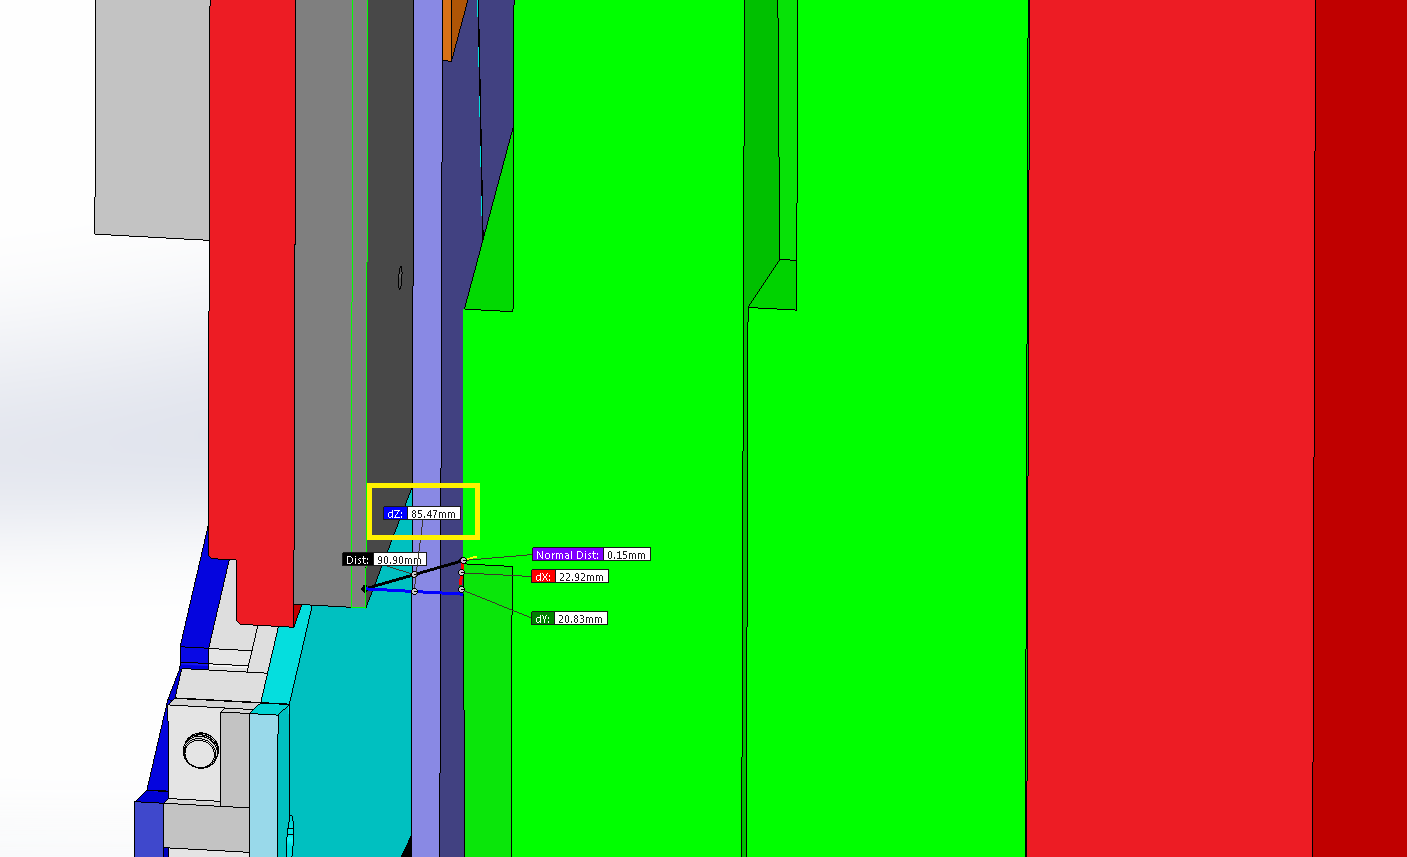 dZ: 85.47mm
Dist: 90.90mm
Normal Dist: 0.15mm
dX: 22.92mm
dY: 20.83mm